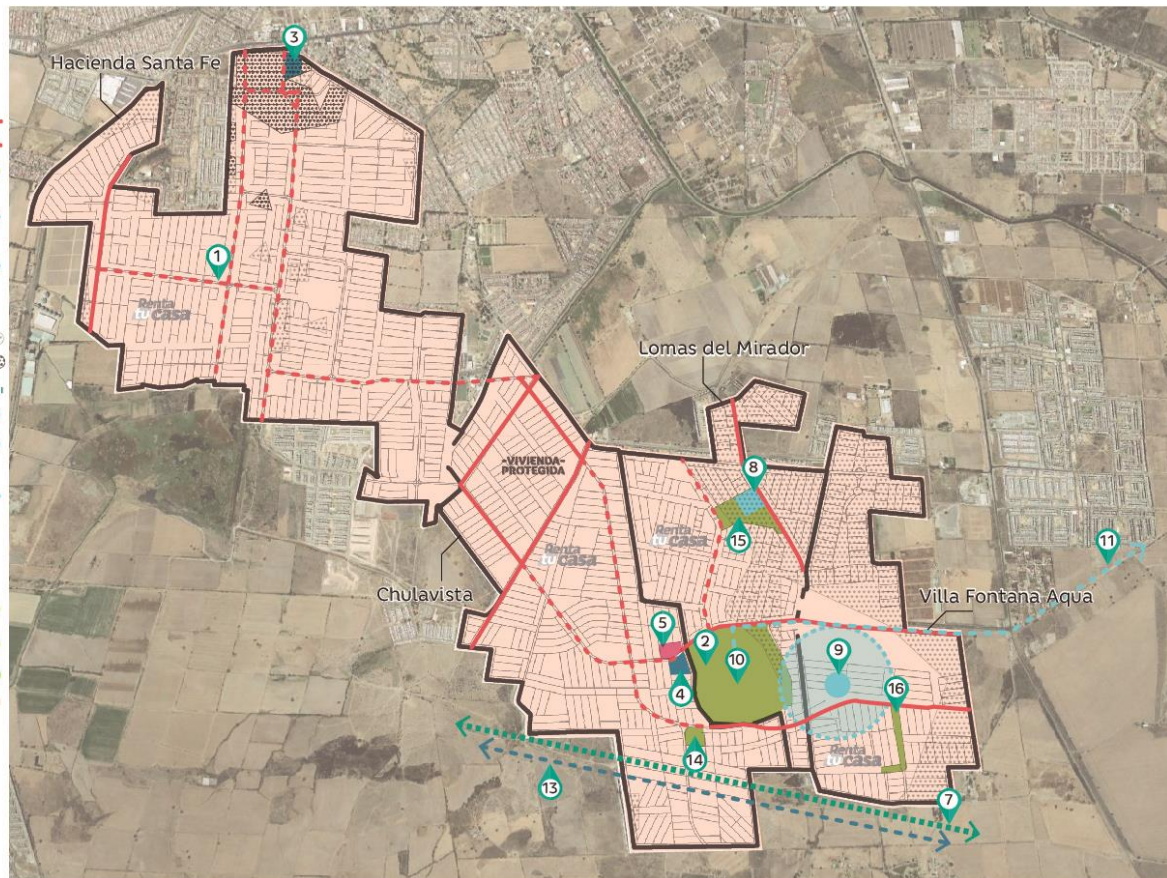 3
Hacienda Santa Fe
1
Renta
tu casa
Lomas del Mirador
-VIVIENDA-
PROTEGIDA
8
Renta
tu casa
Renta
tu casa
15
11
Chulavista
Villa Fontana Aqua
5
2
9
10
4
16
14
Renta
tu casa
13
7